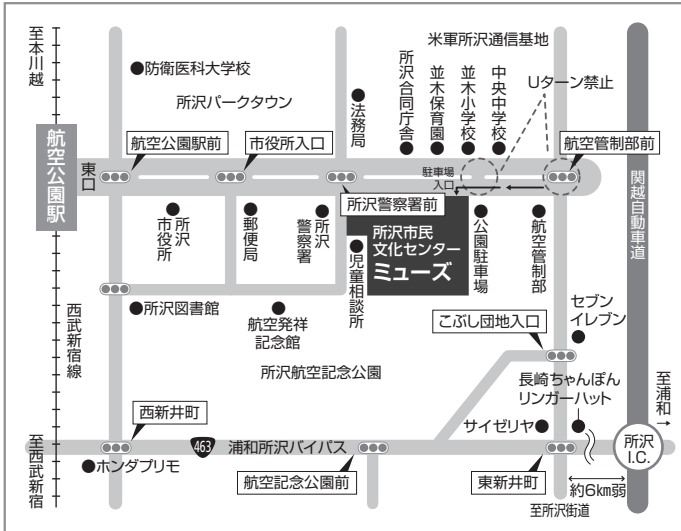 至本川越
防衛医科大学校
所沢パークタウン
米軍所沢通信基地
法務局
所沢合同庁舎
並木保育園
並木小学校
中央中学校
Uターン禁止
航空公園駅
東口
航空公園駅前
市役所入口
駐車場
入口
航空管制部前
関越自動車道
所沢警察署前
所沢
市役所
郵便局
所沢
警察署
児童相談所
所沢市民
文化センター
ミューズ
公園駐車場
航空管制部
西武新宿線
所沢図書館
航空発祥
記念館
こぶし団地入口
セブン
イレブン
所沢航空記念公園
長崎ちゃんぽん
リンガーハット
至浦和
西新井町
サイゼリヤ
至西武新宿
463
浦和所沢バイパス
所沢
I.C.
ホンダプリモ
航空記念公園前
東新井町
約6km弱
至所沢街道